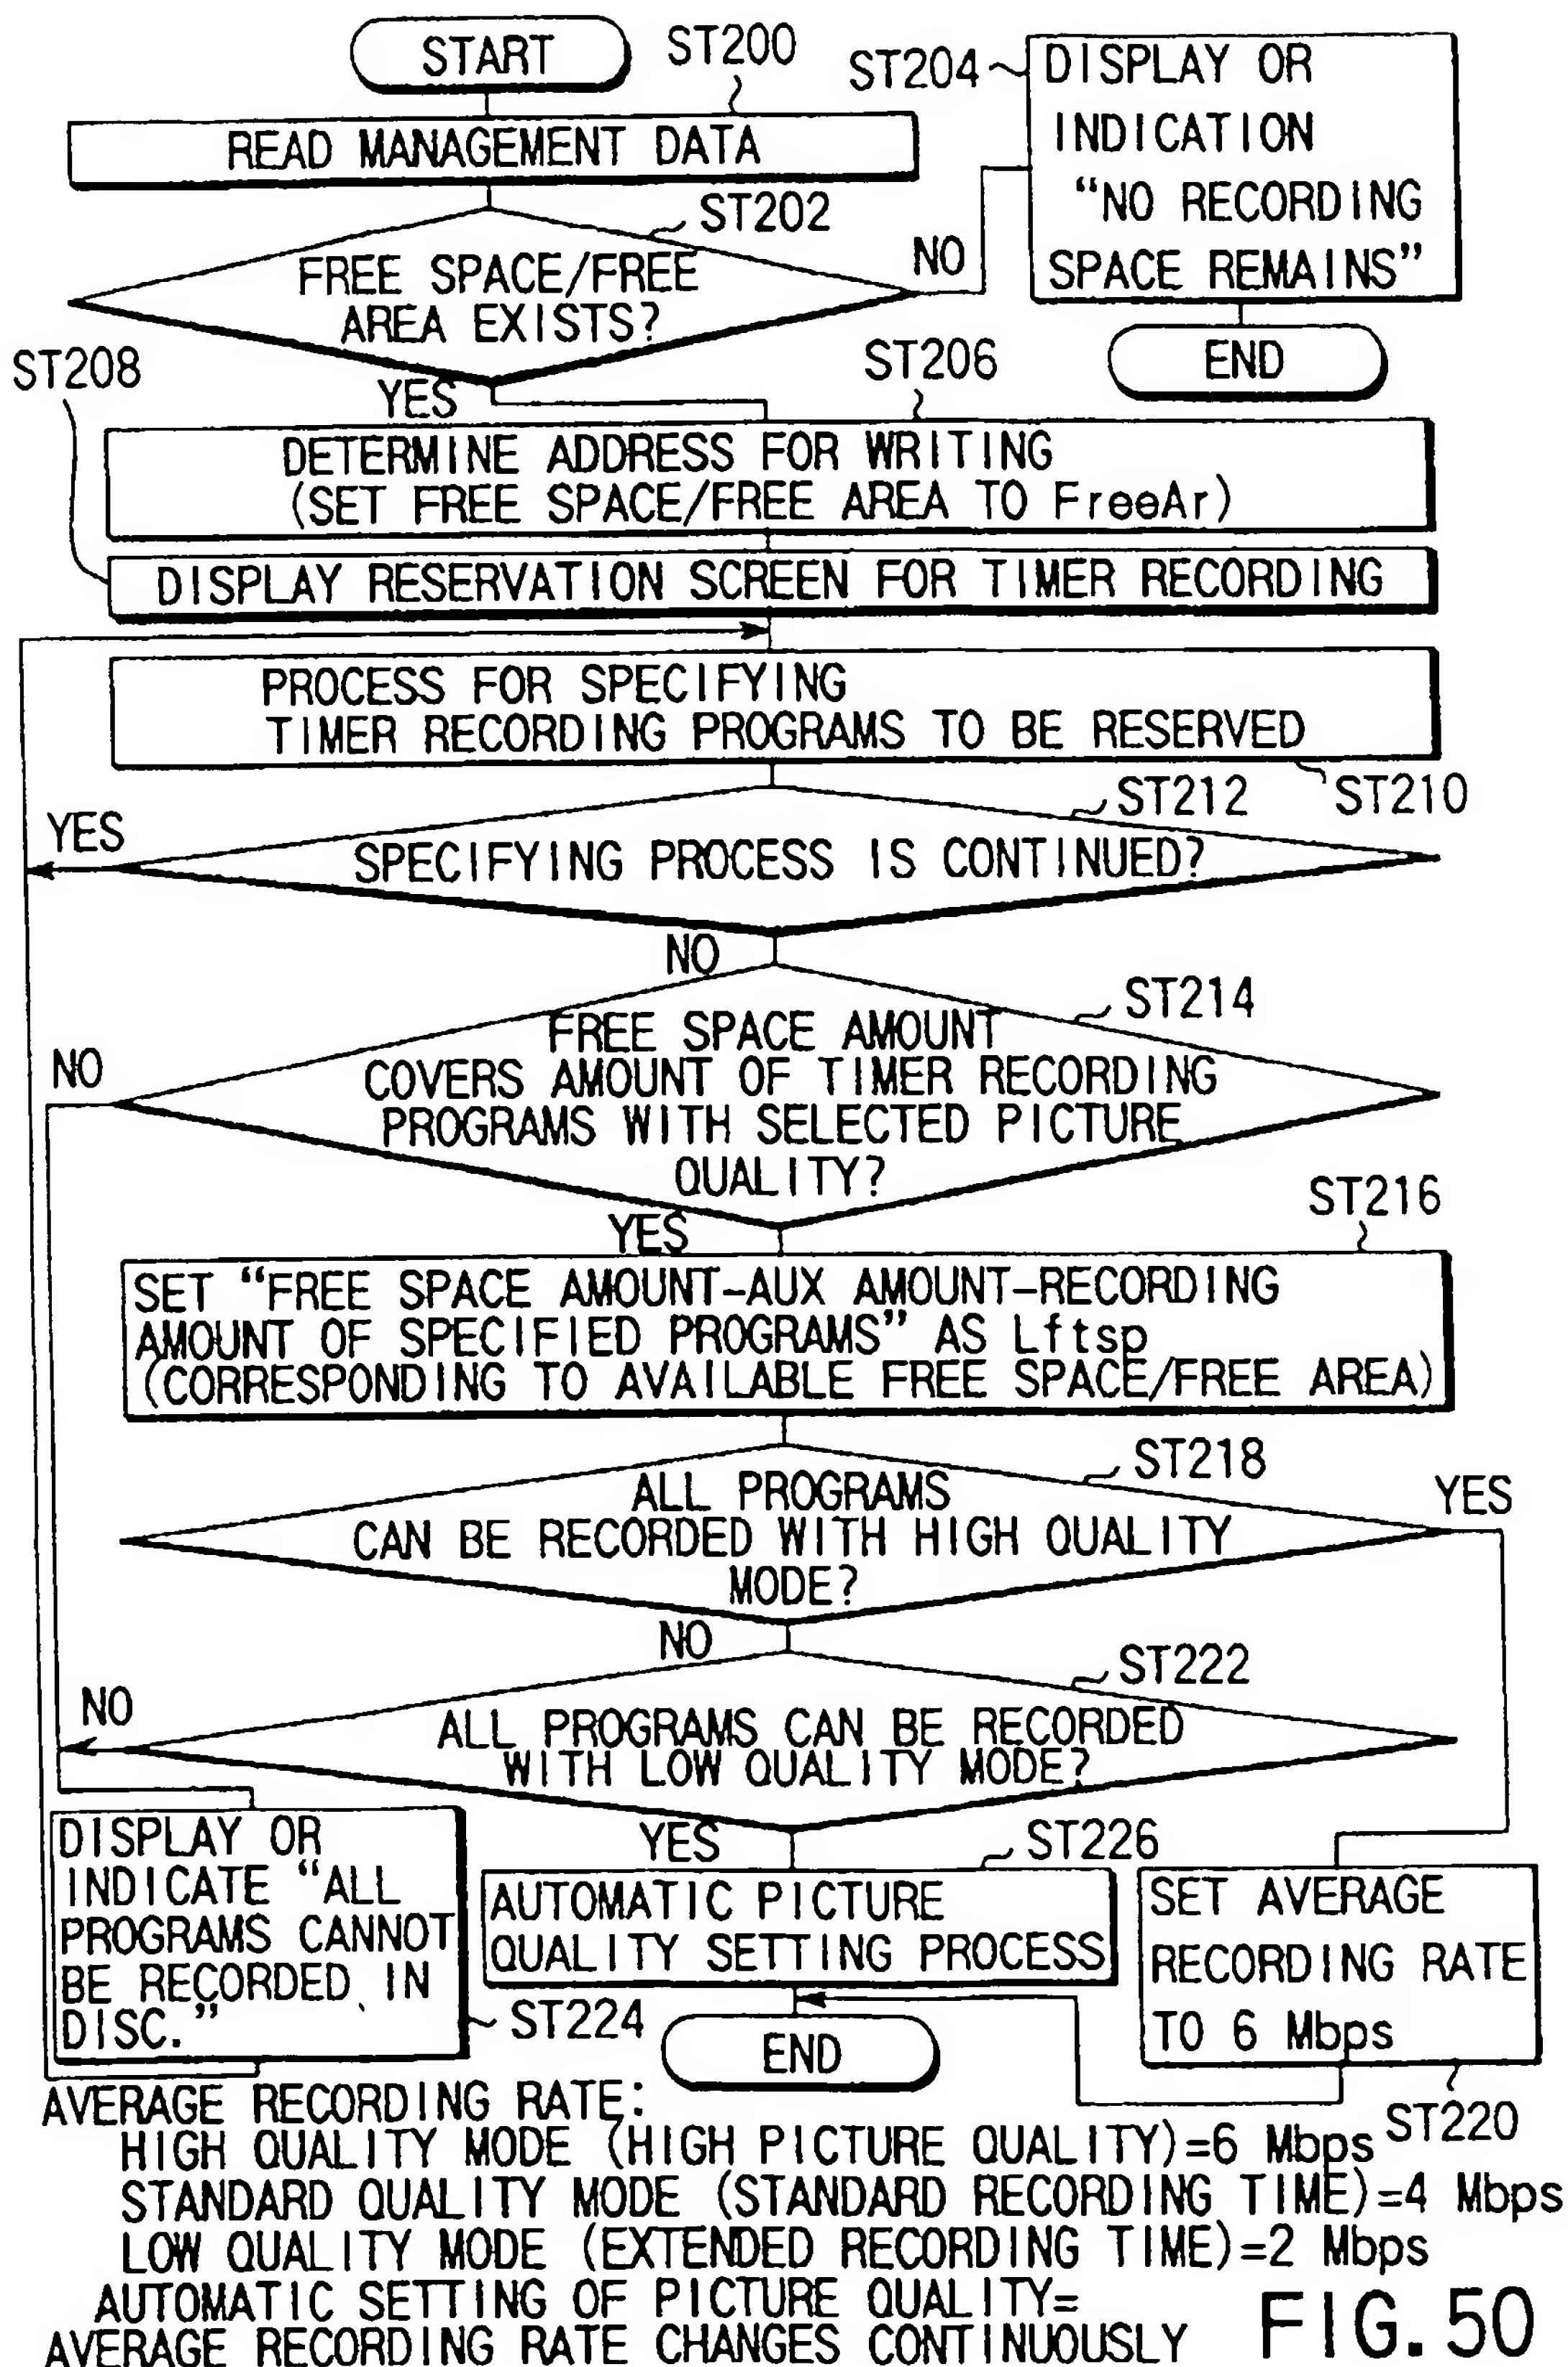 START
ST200
READ MANAGEMENT DATA
ST202
FREE SPACE/FREE
AREA EXISTS?
NO
ST204
DISPLAY OR
INDICATION
“NO RECORDING
SPACE REMAINS”
END
YES
ST206
DETERMINE ADDRESS FOR WRITING
(SET FREE SPACE/FREE AREA TO FreeAr)
ST208
DISPLAY RESERVATION SCREEN FOR TIMER RECORDING
PROCESS FOR SPECIFYING
TIMER RECORDING PROGRAMS TO BE RESERVED
ST210
ST212
YES
SPECIFYING PROCESS IS CONTINUED?
NO
ST214
NO
FREE SPACE AMOUNT
COVERS AMOUNT OF TIMER RECORDING
PROGRAMS WITH SELECTED PICTURE
QUALITY?
YES
ST216
SET “FREE SPACE AMOUNT-AUX AMOUNT-RECORDING
AMOUNT OF SPECIFIED PROGRAMS” AS Lftsp
(CORRESPONDING TO AVAILABLE FREE SPACE/FREE AREA)
ST218
YES
ALL PROGRAMS
CAN BE RECORDED WITH HIGH QUALITY
MODE?
NO
ST222
NO
ALL PROGRAMS CAN BE RECORDED
WITH LOW QUALITY MODE?
YES
DISPLAY OR
INDICATE “ALL
PROGRAMS CANNOT
BE RECORDED IN
DISC.”
ST224
ST226
AUTOMATIC PICTURE
QUALITY SETTING PROCESS
END
SET AVERAGE
RECORDING RATE
TO 6 Mbps
ST220
AVERAGE RECORDING RATE:
HIGH QUALITY MODE (HIGH PICTURE QUALITY)=6 Mbps
STANDARD QUALITY MODE (STANDARD RECORDING TIME)=4 Mbps
LOW QUALITY MODE (EXTENDED RECORDING TIME)=2 Mbps
AUTOMATIC SETTING OF PICTURE QUALITY=
AVERAGE RECORDING RATE CHANGES CONTINUOUSLY
FIG. 50